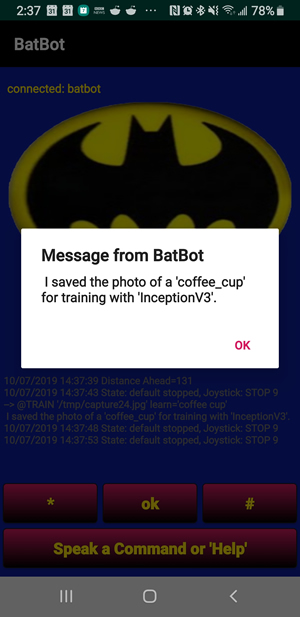 2:37 31 31 BBC NEWS ... 78%
BatBot
connected: batbot
Message from BatBot
I saved the photo of a 'coffee_cup'
for training with 'InceptionV3'.
OK
10/07/2019 14:37:39 Distance Ahead=131
10/07/2019 14:37:43 State: default stopped, Joystick: STOP 9
--> @TRAIN '/tmp/capture24.jpg' learn='coffee cup'
I saved the photo of a 'coffee_cup' for training with 'InceptionV3'.
10/07/2019 14:37:48 State: default stopped, Joystick: STOP 9
10/07/2019 14:37:53 State: default stopped, Joystick: STOP 9
* ok #
Speak a Command or 'Help'